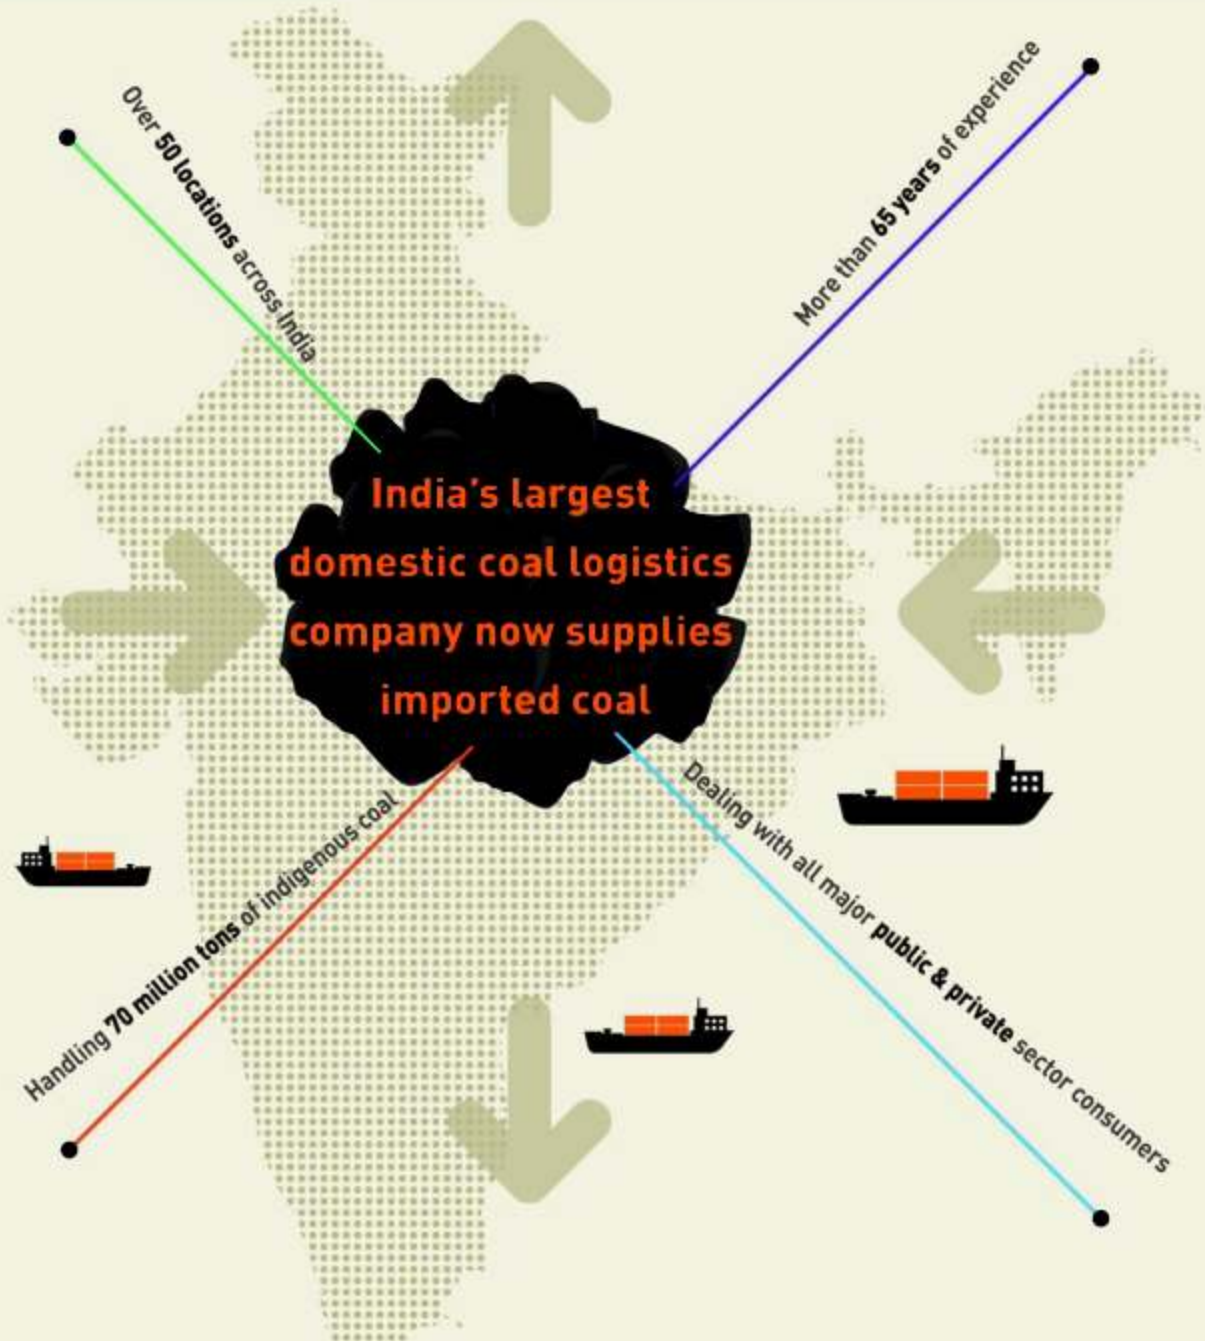 Over 50 locations across India
More than 65 years of experience
India's largest
domestic coal logistics
company now supplies
imported coal
Handling 70 million tons of indigenous coal
Dealing with all major public & private sector consumers